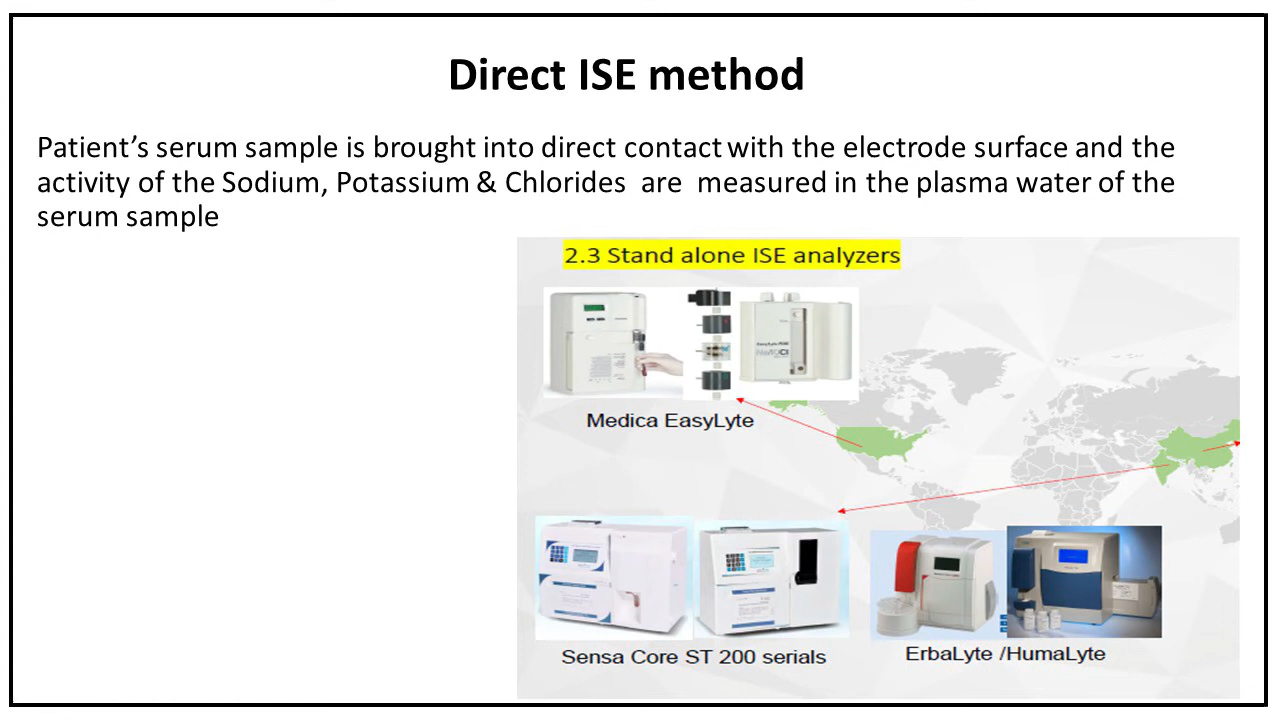 Direct ISE method
Patient’s serum sample is brought into direct contact with the electrode surface and the
activity of the Sodium, Potassium & Chlorides are measured in the plasma water of the
serum sample
2.3 Stand alone ISE analyzers
Medica EasyLyte
Sensa Core ST 200 serials
ErbaLyte /HumaLyte